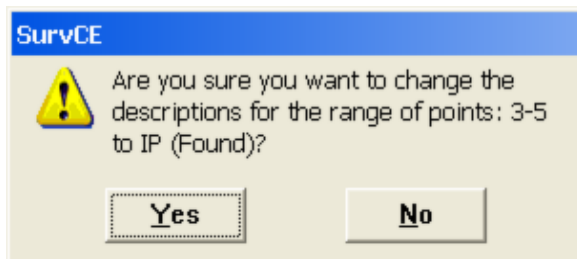 SurvCE
Are you sure you want to change the
descriptions for the range of points: 3-5
to IP (Found)?
Yes
No